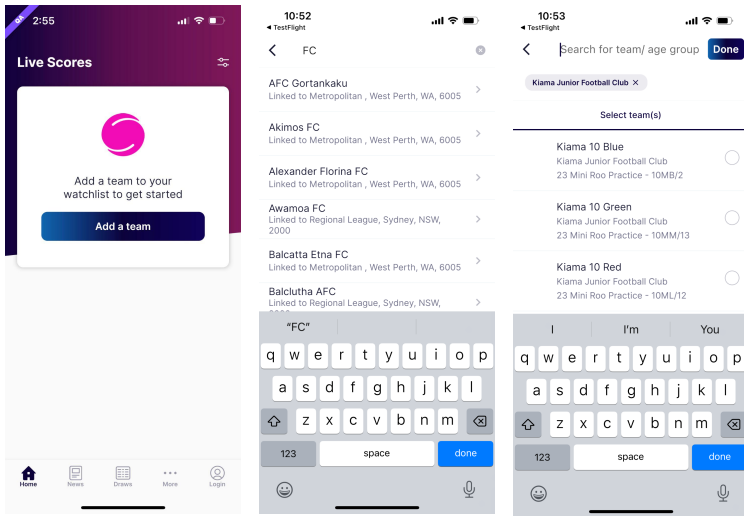 QA
2:55
Live Scores
Add a team to your
watchlist to get started
Add a team
Home
News
Draws
More
Login
10:52
◀ TestFlight
FC
AFC Gortankaku
Linked to Metropolitan , West Perth, WA, 6005
Akimos FC
Linked to Metropolitan , West Perth, WA, 6005
Alexander Florina FC
Linked to Metropolitan , West Perth, WA, 6005
Awamoa FC
Linked to Regional League, Sydney, NSW,
2000
Balcatta Etna FC
Linked to Metropolitan , West Perth, WA, 6005
Balclutha AFC
Linked to Regional League, Sydney, NSW,
“FC”
q w e r t y u i o p
a s d f g h j k l
z x c v b n m
123 space done
10:53
◀ TestFlight
Search for team/ age group
Done
Kiama Junior Football Club ×
Select team(s)
Kiama 10 Blue
Kiama Junior Football Club
23 Mini Roo Practice - 10MB/2
Kiama 10 Green
Kiama Junior Football Club
23 Mini Roo Practice - 10MM/13
Kiama 10 Red
Kiama Junior Football Club
23 Mini Roo Practice - 10ML/12
I I'm You
q w e r t y u i o p
a s d f g h j k l
z x c v b n m
123 space done